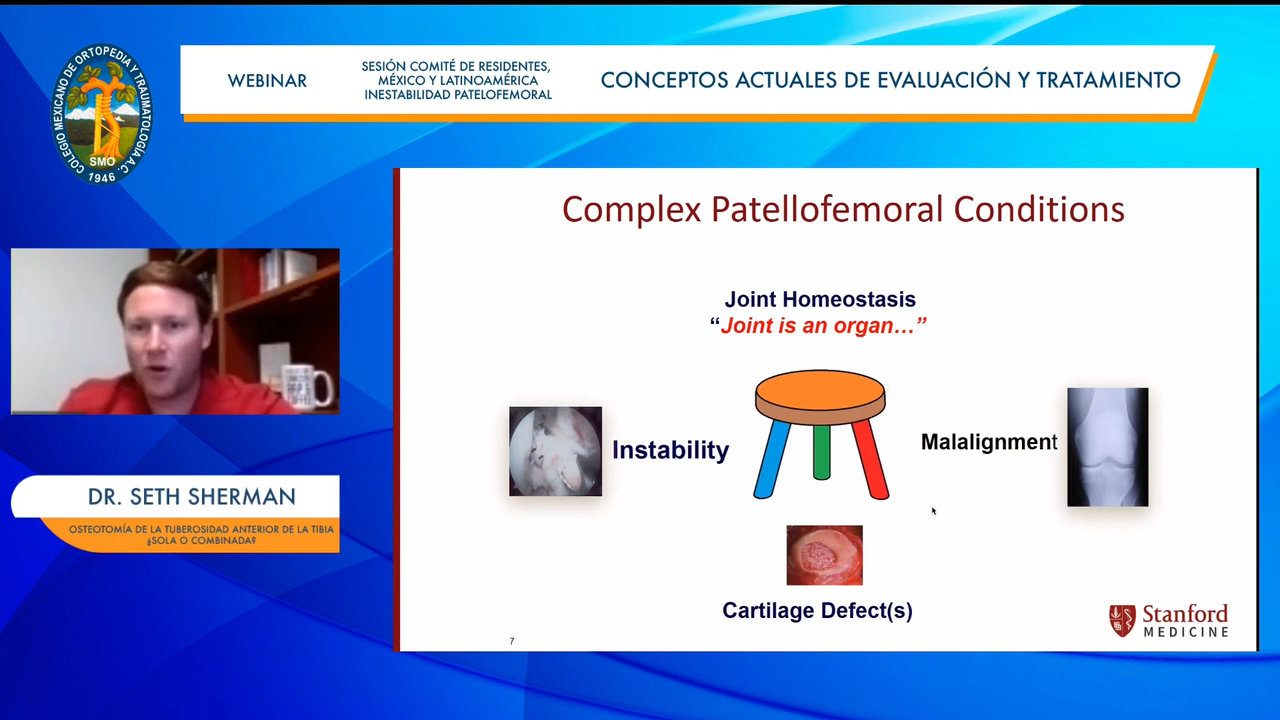 COLEGIO MEXICANO DE ORTOPEDIA Y TRAUMATOLOGÍA A.C.
SMO
1946
WEBINAR
SESIÓN COMITÉ DE RESIDENTES,
MÉXICO Y LATINOAMÉRICA
INESTABILIDAD PATELOFEMORAL
CONCEPTOS ACTUALES DE EVALUACIÓN Y TRATAMIENTO
DR. SETH SHERMAN
OSTEOTOMÍA DE LA TUBEROSIDAD ANTERIOR DE LA TIBIA
¿SOLA O COMBINADA?
Complex Patellofemoral Conditions
Joint Homeostasis
“Joint is an organ…”
Instability
Malalignment
Cartilage Defect(s)
7
Stanford
MEDICINE